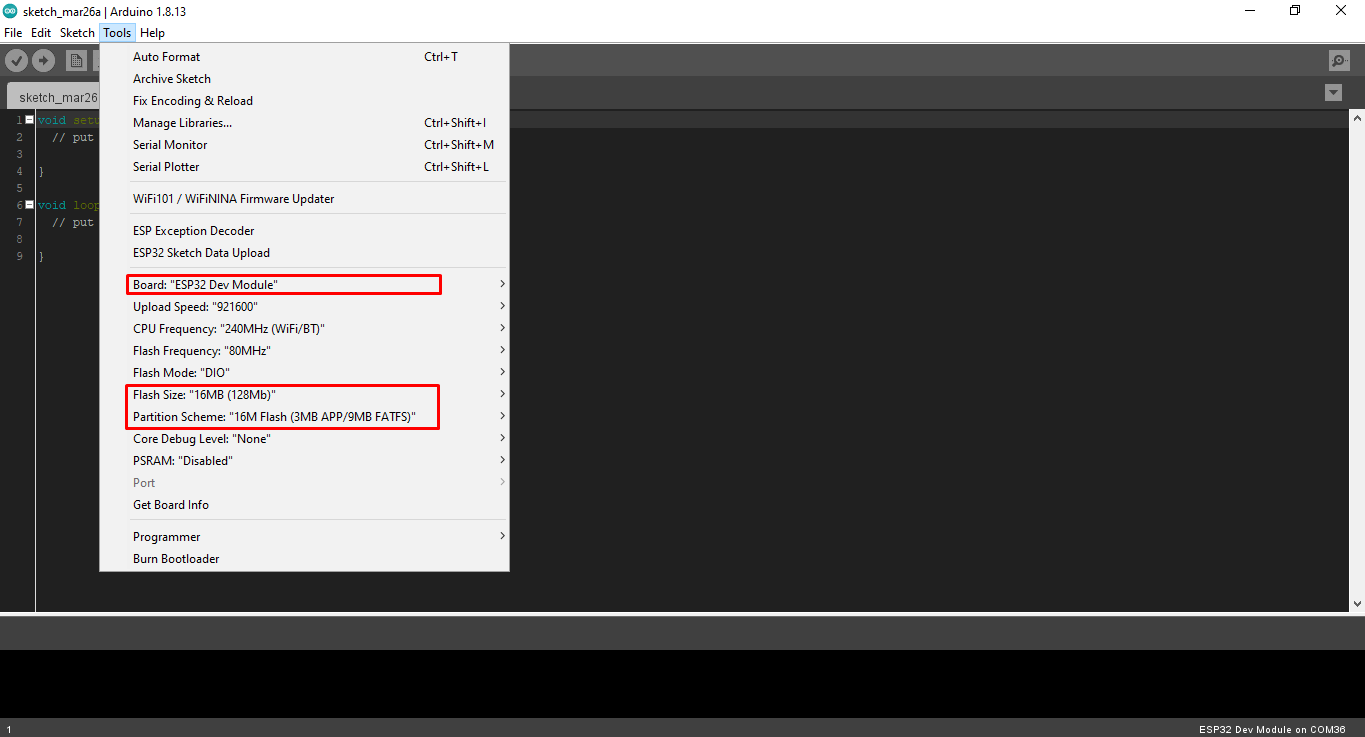 sketch_mar26a | Arduino 1.8.13
File Edit Sketch Tools Help
Auto Format Ctrl+T
Archive Sketch
Fix Encoding & Reload
Manage Libraries... Ctrl+Shift+I
Serial Monitor Ctrl+Shift+M
Serial Plotter Ctrl+Shift+L
WiFi101 / WiFiNINA Firmware Updater
ESP Exception Decoder
ESP32 Sketch Data Upload
Board: "ESP32 Dev Module"
Upload Speed: "921600"
CPU Frequency: "240MHz (WiFi/BT)"
Flash Frequency: "80MHz"
Flash Mode: "DIO"
Flash Size: "16MB (128Mb)"
Partition Scheme: "16M Flash (3MB APP/9MB FATFS)"
Core Debug Level: "None"
PSRAM: "Disabled"
Port
Get Board Info
Programmer
Burn Bootloader
sketch_mar26
1 void setu
2 // put
3
4 }
5
6 void loop
7 // put
8
9 }
1 ESP32 Dev Module on COM36